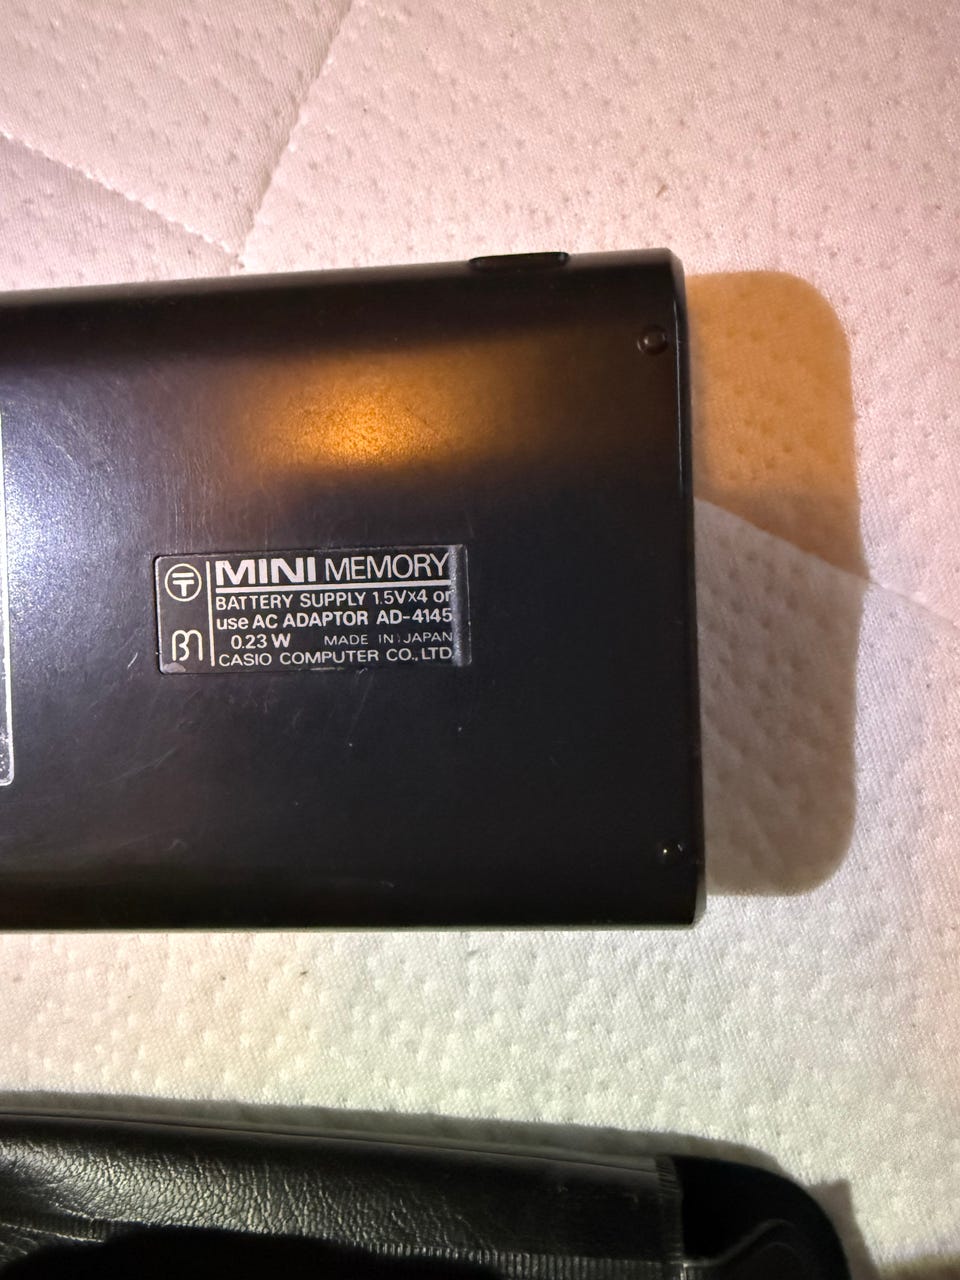 MINI MEMORY
BATTERY SUPPLY 1.5V×4 or
use AC ADAPTOR AD-4145
0.23W MADE IN JAPAN
CASIO COMPUTER CO.,LTD.